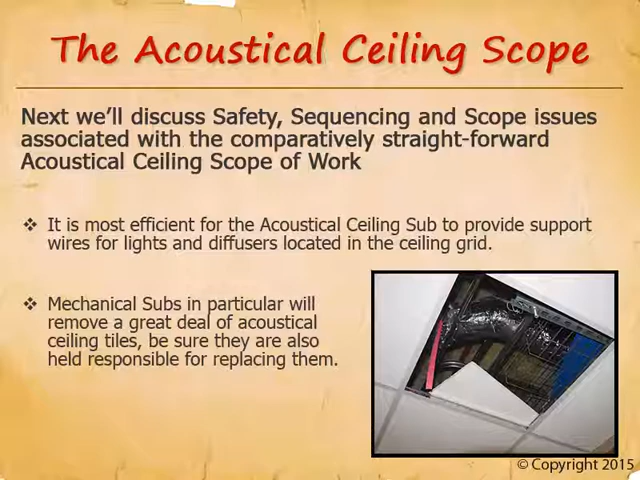 The Acoustical Ceiling Scope
Next we'll discuss Safety, Sequencing and Scope issues
associated with the comparatively straight-forward
Acoustical Ceiling Scope of Work
❖ It is most efficient for the Acoustical Ceiling Sub to provide support
wires for lights and diffusers located in the ceiling grid.
❖ Mechanical Subs in particular will
remove a great deal of acoustical
ceiling tiles, be sure they are also
held responsible for replacing them.
© Copyright 2015